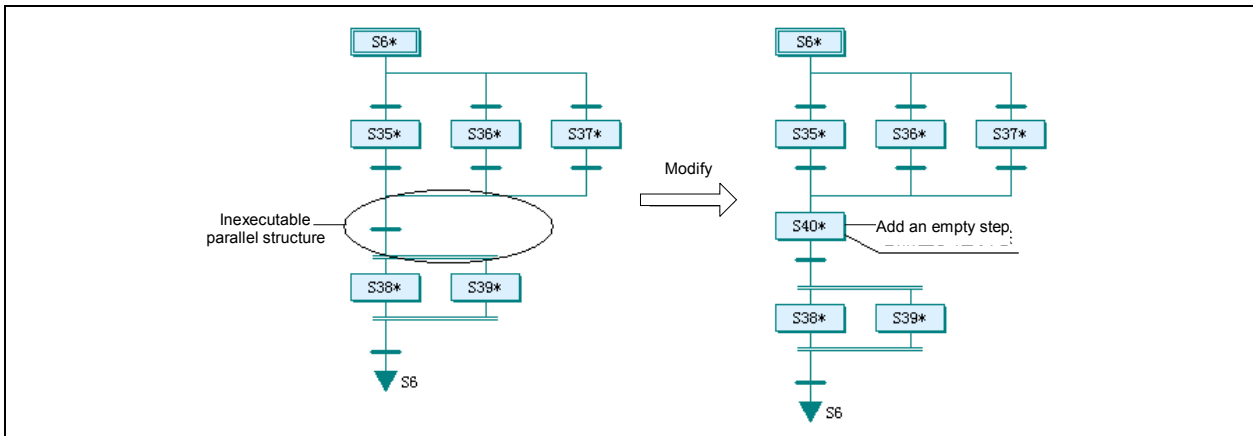 S6*
S35*
S36*
S37*
Inexecutable
parallel structure
S38*
S39*
S6
Modify
S6*
S35*
S36*
S37*
S40*
Add an empty step
S38*
S39*
S6